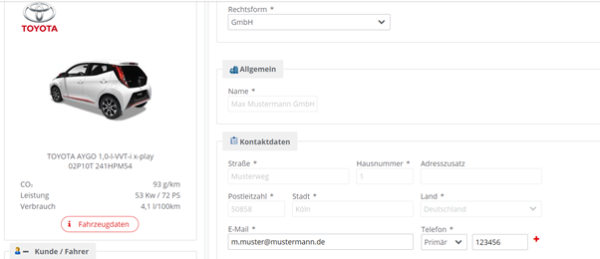 TOYOTA
TOYOTA AYGO 1,0-l-VVT-i x-play
02P10T 241HPM54
CO₂ 93 g/km
Leistung 53 Kw / 72 PS
Verbrauch 4,1 l/100km
Fahrzeugdaten
Kunde / Fahrer
Rechtsform *
GmbH
Allgemein
Name *
Max Mustermann GmbH
Kontaktdaten
Straße * Hausnummer * Adresszusatz
Musterweg 1
Postleitzahl * Stadt * Land *
50858 Köln Deutschland
E-Mail * Telefon *
m.muster@mustermann.de Primär 123456